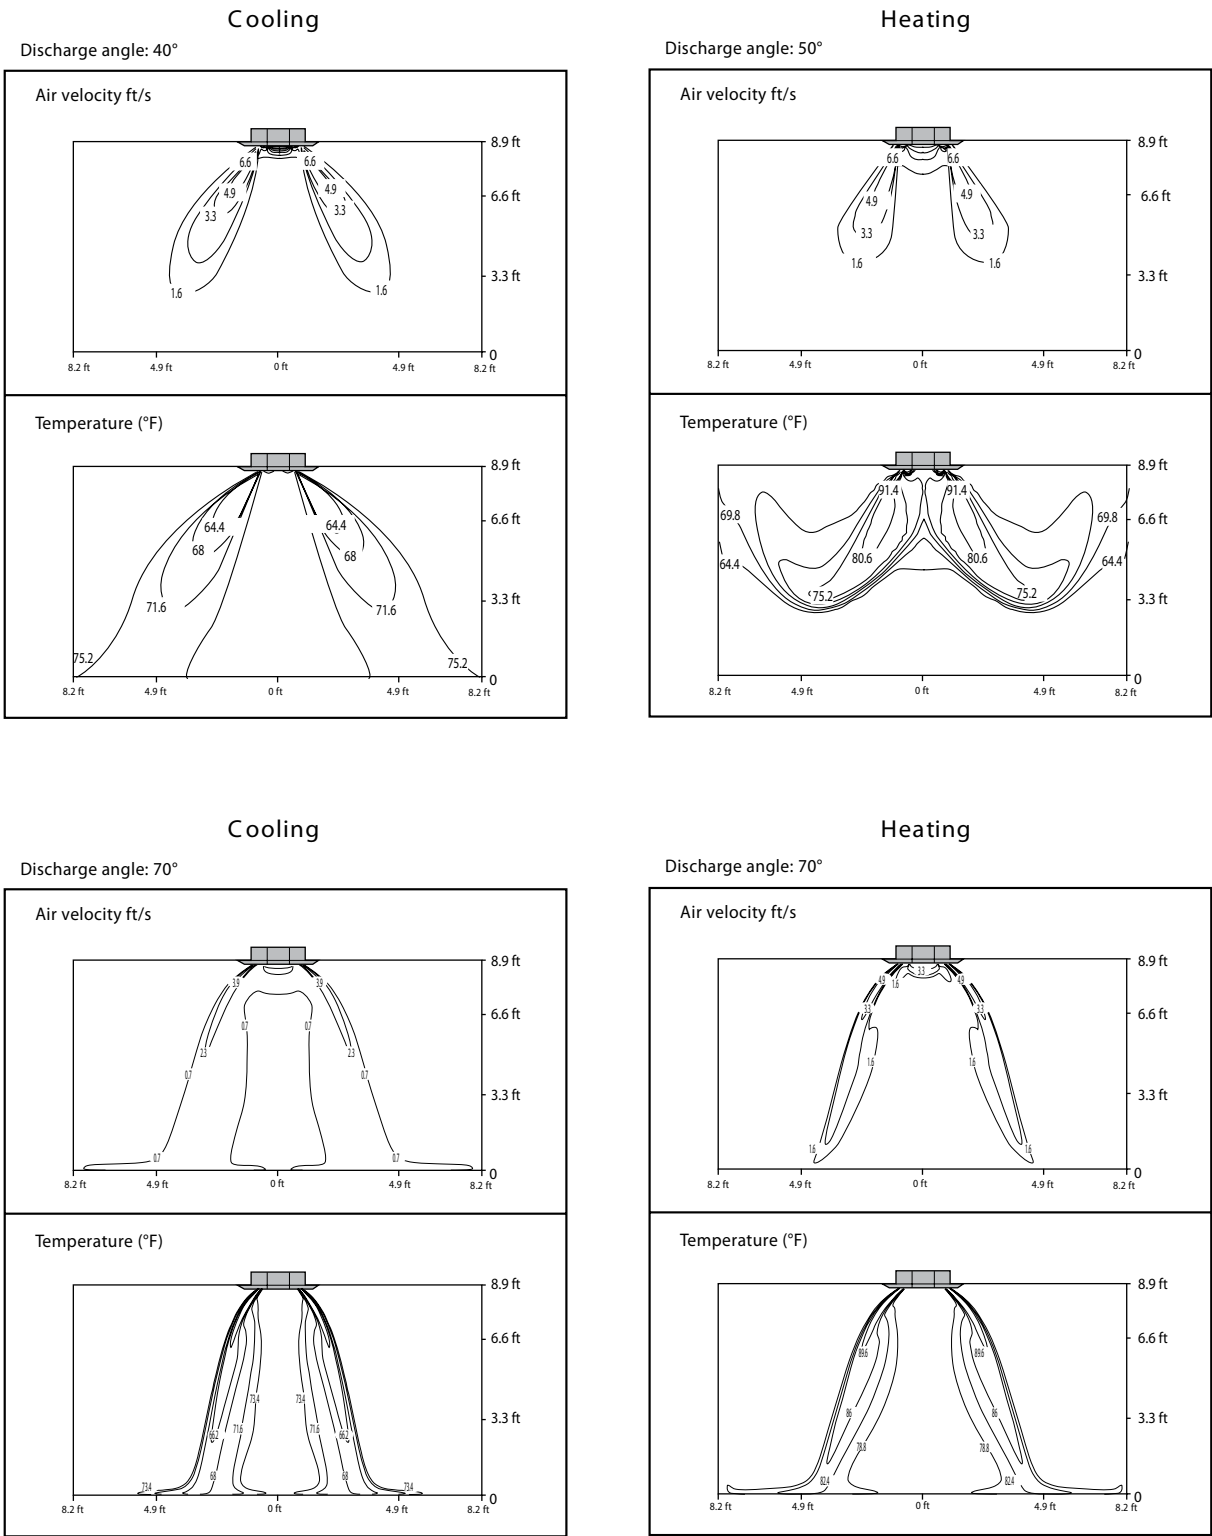 Cooling
Heating
Discharge angle: 40°
Discharge angle: 50°
Air velocity ft/s
6.6 6.6
4.9 4.9
3.3 3.3
1.6 1.6
8.9 ft
6.6 ft
3.3 ft
0
8.2 ft 4.9 ft 0 ft 4.9 ft 8.2 ft
Air velocity ft/s
6.6 6.6
4.9 4.9
3.3 3.3
1.6 1.6
8.9 ft
6.6 ft
3.3 ft
0
8.2 ft 4.9 ft 0 ft 4.9 ft 8.2 ft
Temperature (°F)
64.4 64.4
68 68
71.6 71.6
75.2 75.2
8.9 ft
6.6 ft
3.3 ft
0
8.2 ft 4.9 ft 0 ft 4.9 ft 8.2 ft
Temperature (°F)
91.4 91.4
69.8 69.8
80.6 80.6
64.4 64.4
75.2 75.2
8.9 ft
6.6 ft
3.3 ft
0
8.2 ft 4.9 ft 0 ft 4.9 ft 8.2 ft
Cooling
Heating
Discharge angle: 70°
Discharge angle: 70°
Air velocity ft/s
3.9 3.9
0.7 0.7
2.3 2.3
0.7 0.7
0.7 0.7
8.9 ft
6.6 ft
3.3 ft
0
8.2 ft 4.9 ft 0 ft 4.9 ft 8.2 ft
Air velocity ft/s
3.3
4.9 1.6 4.9
3.3 3.3
1.6 1.6
1.6 1.6
8.9 ft
6.6 ft
3.3 ft
0
8.2 ft 4.9 ft 0 ft 4.9 ft 8.2 ft
Temperature (°F)
73.4 73.4
66.2 71.6 71.6 66.2
68 68
73.4 73.4
8.9 ft
6.6 ft
3.3 ft
0
8.2 ft 4.9 ft 0 ft 4.9 ft 8.2 ft
Temperature (°F)
89.6 89.6
86 86
78.8 78.8
82.4 82.4
8.9 ft
6.6 ft
3.3 ft
0
8.2 ft 4.9 ft 0 ft 4.9 ft 8.2 ft